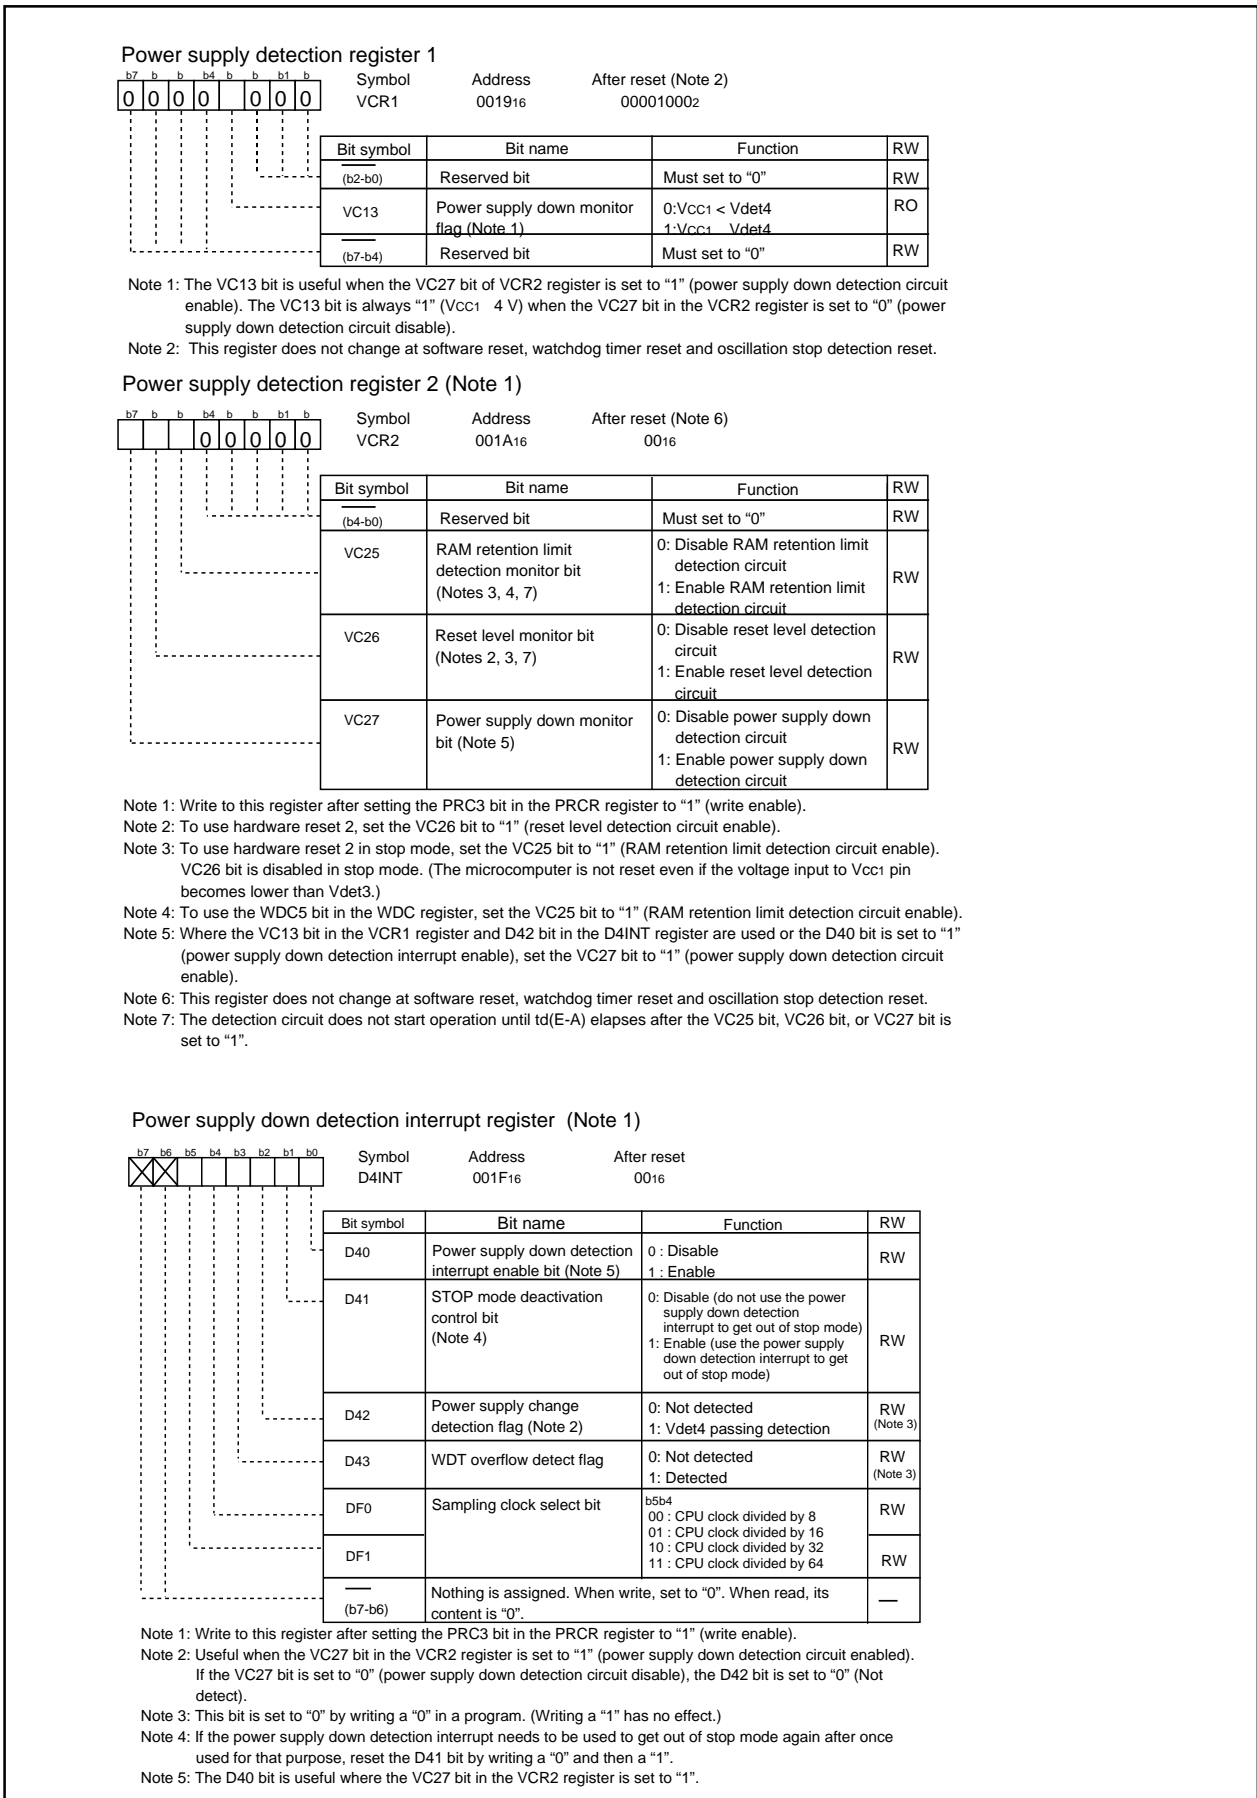 Power supply detection register 1
b7 b b b4 b b b1 b
Symbol Address After reset (Note 2)
0 0 0 0 0 0 0
VCR1 001916 000010002
Bit symbol Bit name Function RW
(b2-b0) Reserved bit Must set to “0” RW
VC13 Power supply down monitor 0:VCC1 < Vdet4 RO
flag (Note 1) 1:VCC1 Vdet4
(b7-b4) Reserved bit Must set to “0” RW
Note 1: The VC13 bit is useful when the VC27 bit of VCR2 register is set to “1” (power supply down detection circuit
enable). The VC13 bit is always “1” (VCC1 4 V) when the VC27 bit in the VCR2 register is set to “0” (power
supply down detection circuit disable).
Note 2: This register does not change at software reset, watchdog timer reset and oscillation stop detection reset.
Power supply detection register 2 (Note 1)
b7 b b b4 b b b1 b
Symbol Address After reset (Note 6)
0 0 0 0 0
VCR2 001A16 0016
Bit symbol Bit name Function RW
(b4-b0) Reserved bit Must set to “0” RW
VC25 RAM retention limit 0: Disable RAM retention limit
detection monitor bit detection circuit
(Notes 3, 4, 7) 1: Enable RAM retention limit RW
detection circuit
VC26 Reset level monitor bit 0: Disable reset level detection
(Notes 2, 3, 7) circuit RW
1: Enable reset level detection
circuit
VC27 Power supply down monitor 0: Disable power supply down
bit (Note 5) detection circuit RW
1: Enable power supply down
detection circuit
Note 1: Write to this register after setting the PRC3 bit in the PRCR register to “1” (write enable).
Note 2: To use hardware reset 2, set the VC26 bit to “1” (reset level detection circuit enable).
Note 3: To use hardware reset 2 in stop mode, set the VC25 bit to “1” (RAM retention limit detection circuit enable).
VC26 bit is disabled in stop mode. (The microcomputer is not reset even if the voltage input to Vcc1 pin
becomes lower than Vdet3.)
Note 4: To use the WDC5 bit in the WDC register, set the VC25 bit to “1” (RAM retention limit detection circuit enable).
Note 5: Where the VC13 bit in the VCR1 register and D42 bit in the D4INT register are used or the D40 bit is set to “1”
(power supply down detection interrupt enable), set the VC27 bit to “1” (power supply down detection circuit
enable).
Note 6: This register does not change at software reset, watchdog timer reset and oscillation stop detection reset.
Note 7: The detection circuit does not start operation until td(E-A) elapses after the VC25 bit, VC26 bit, or VC27 bit is
set to “1”.
Power supply down detection interrupt register (Note 1)
b7 b6 b5 b4 b3 b2 b1 b0
Symbol Address After reset
D4INT 001F16 0016
Bit symbol Bit name Function RW
D40 Power supply down detection 0 : Disable RW
interrupt enable bit (Note 5) 1 : Enable
D41 STOP mode deactivation 0: Disable (do not use the power
control bit supply down detection
(Note 4) interrupt to get out of stop mode)
1: Enable (use the power supply RW
down detection interrupt to get
out of stop mode)
D42 Power supply change 0: Not detected RW
detection flag (Note 2) 1: Vdet4 passing detection (Note 3)
D43 WDT overflow detect flag 0: Not detected RW
1: Detected (Note 3)
DF0 Sampling clock select bit b5b4 RW
00 : CPU clock divided by 8
01 : CPU clock divided by 16
10 : CPU clock divided by 32
DF1 11 : CPU clock divided by 64 RW
(b7-b6) Nothing is assigned. When write, set to “0”. When read, its —
content is “0”.
Note 1: Write to this register after setting the PRC3 bit in the PRCR register to “1” (write enable).
Note 2: Useful when the VC27 bit in the VCR2 register is set to “1” (power supply down detection circuit enabled).
If the VC27 bit is set to “0” (power supply down detection circuit disable), the D42 bit is set to “0” (Not
detect).
Note 3: This bit is set to “0” by writing a “0” in a program. (Writing a “1” has no effect.)
Note 4: If the power supply down detection interrupt needs to be used to get out of stop mode again after once
used for that purpose, reset the D41 bit by writing a “0” and then a “1”.
Note 5: The D40 bit is useful where the VC27 bit in the VCR2 register is set to “1”.